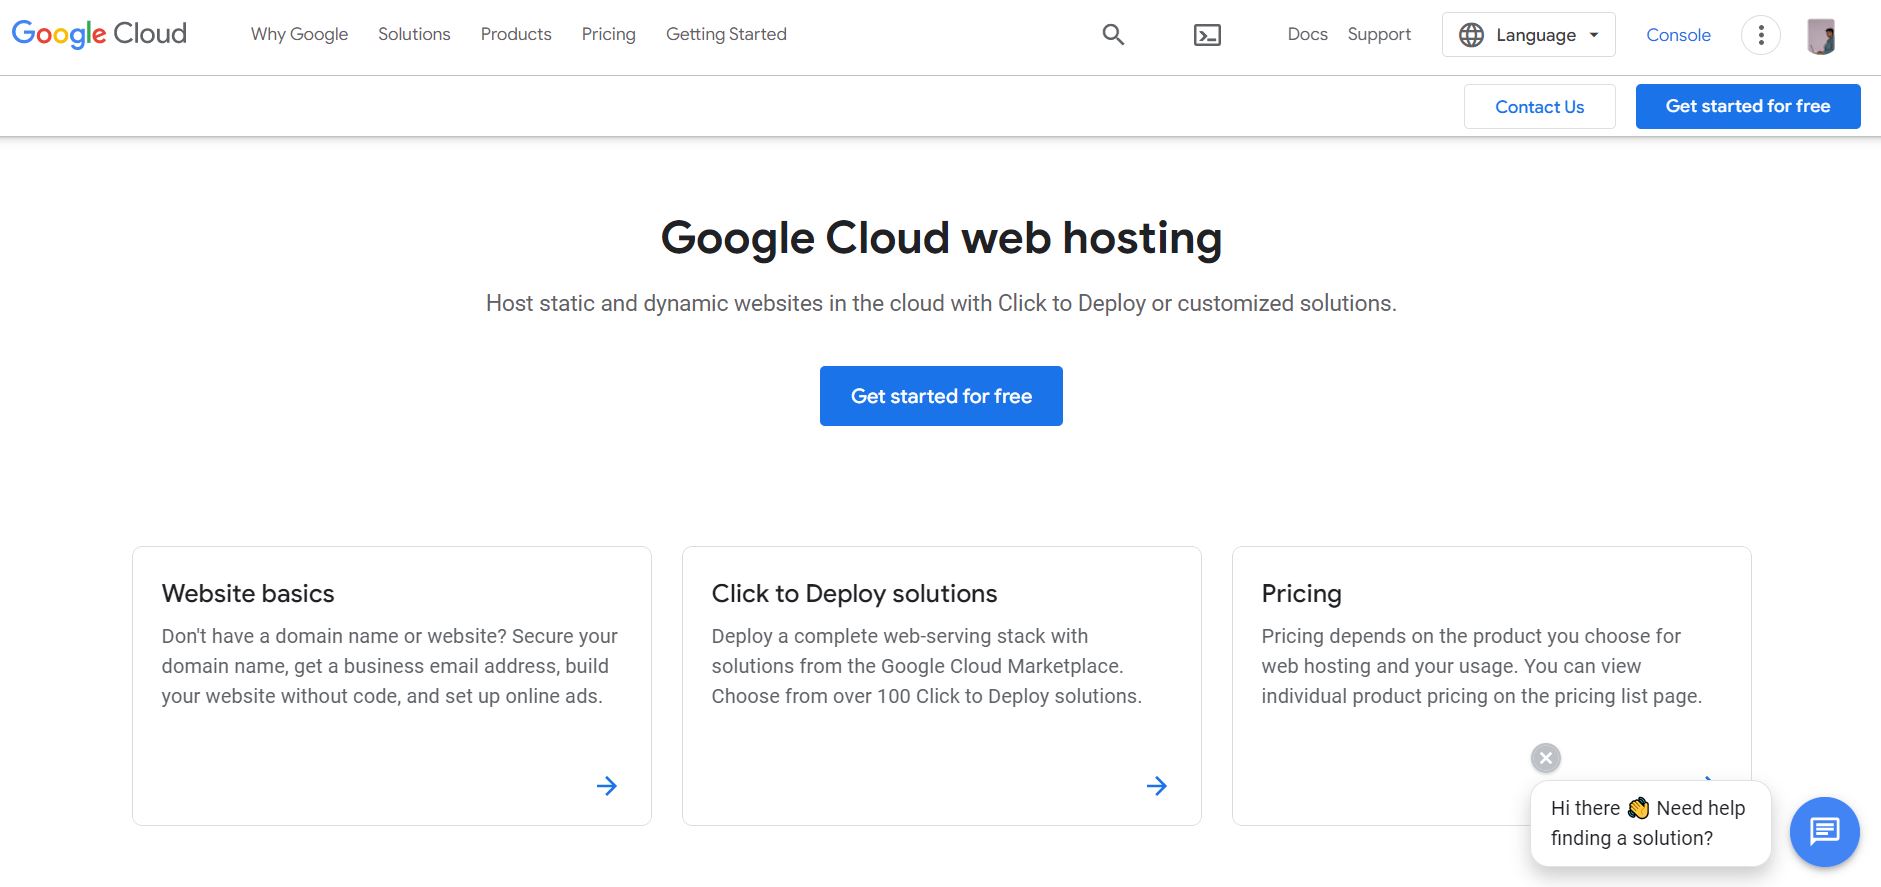 Google Cloud
Why Google
Solutions
Products
Pricing
Getting Started
Docs
Support
Language
Console
Contact Us
Get started for free
Google Cloud web hosting
Host static and dynamic websites in the cloud with Click to Deploy or customized solutions.
Get started for free
Website basics
Don't have a domain name or website? Secure your
domain name, get a business email address, build
your website without code, and set up online ads.
Click to Deploy solutions
Deploy a complete web-serving stack with
solutions from the Google Cloud Marketplace.
Choose from over 100 Click to Deploy solutions.
Pricing
Pricing depends on the product you choose for
web hosting and your usage. You can view
individual product pricing on the pricing list page.
Hi there 👋 Need help
finding a solution?